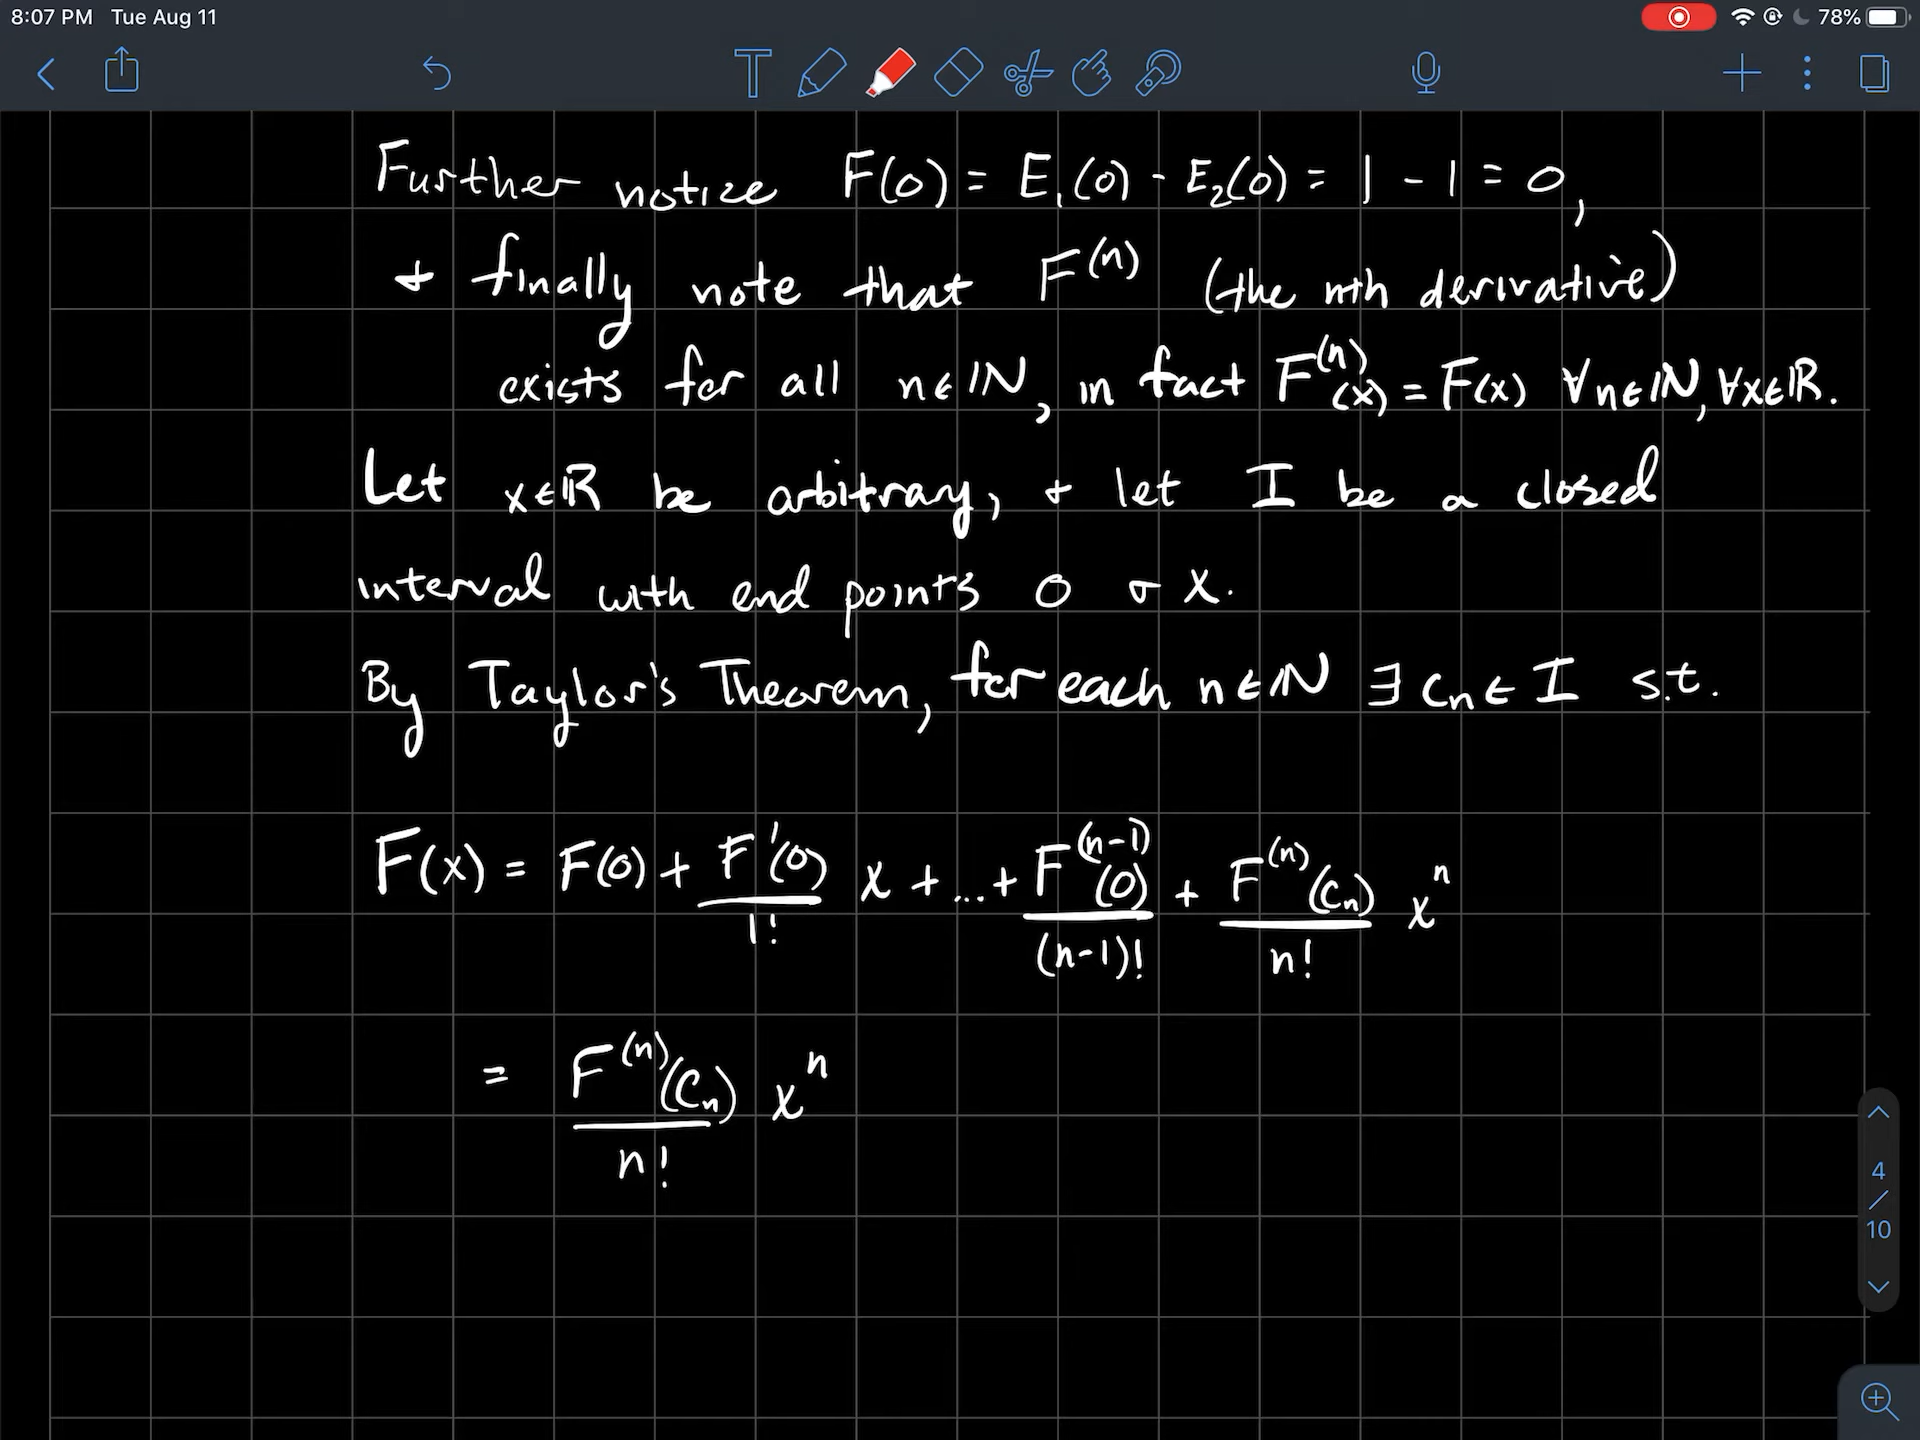 8:07 PM Tue Aug 11 78%
T
Further notice F(0) = E₁(0) - E₂(0) = 1 - 1 = 0,
+ finally note that F⁽ⁿ⁾ (the nth derivative)
exists for all n∈ℕ, in fact F⁽ⁿ⁾(x) = F(x) ∀n∈ℕ, ∀x∈ℝ.
Let x∈ℝ be arbitrary, + let I be a closed
interval with end points 0 & x.
By Taylor's Theorem, for each n∈ℕ ∃ cₙ∈ I s.t.
F(x) = F(0) + F'(0)/1! x + ... + F⁽ⁿ⁻¹⁾(0)/(n-1)! + F⁽ⁿ⁾(cₙ)/n! xⁿ
= F⁽ⁿ⁾(cₙ)/n! xⁿ
4
/
10